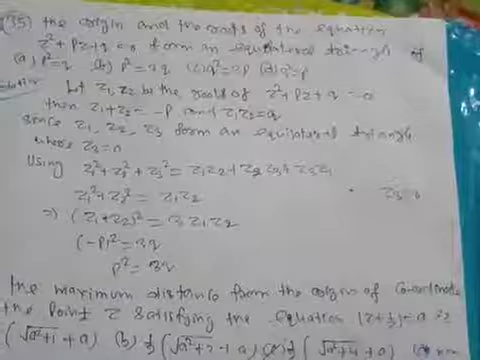 (35) the origin and the roots of the equation
z² + pz + q = 0 form an equilateral triangle if
(a) p² = q (b) p² = 3q (c) q² = 3p (d) q² = p
Let z₁, z₂ be the roots of z² + pz + q = 0
then z₁ + z₂ = -p and z₁z₂ = q
since z₁, z₂, z₃ form an equilateral triangle
where z₃ = 0
Using z₁² + z₂² + z₃² = z₁z₂ + z₂z₃ + z₃z₁
z₁² + z₂² = z₁z₂
⇒ (z₁ + z₂)² = 3z₁z₂
(-p)² = 3q
p² = 3q
the maximum distance from the origin of coordinates
the point z satisfying the equation |z + 1/z| = a
(√a²+1 + a) (b) ½(√a²+2 + a) (c) ½(√a²+4 + a)